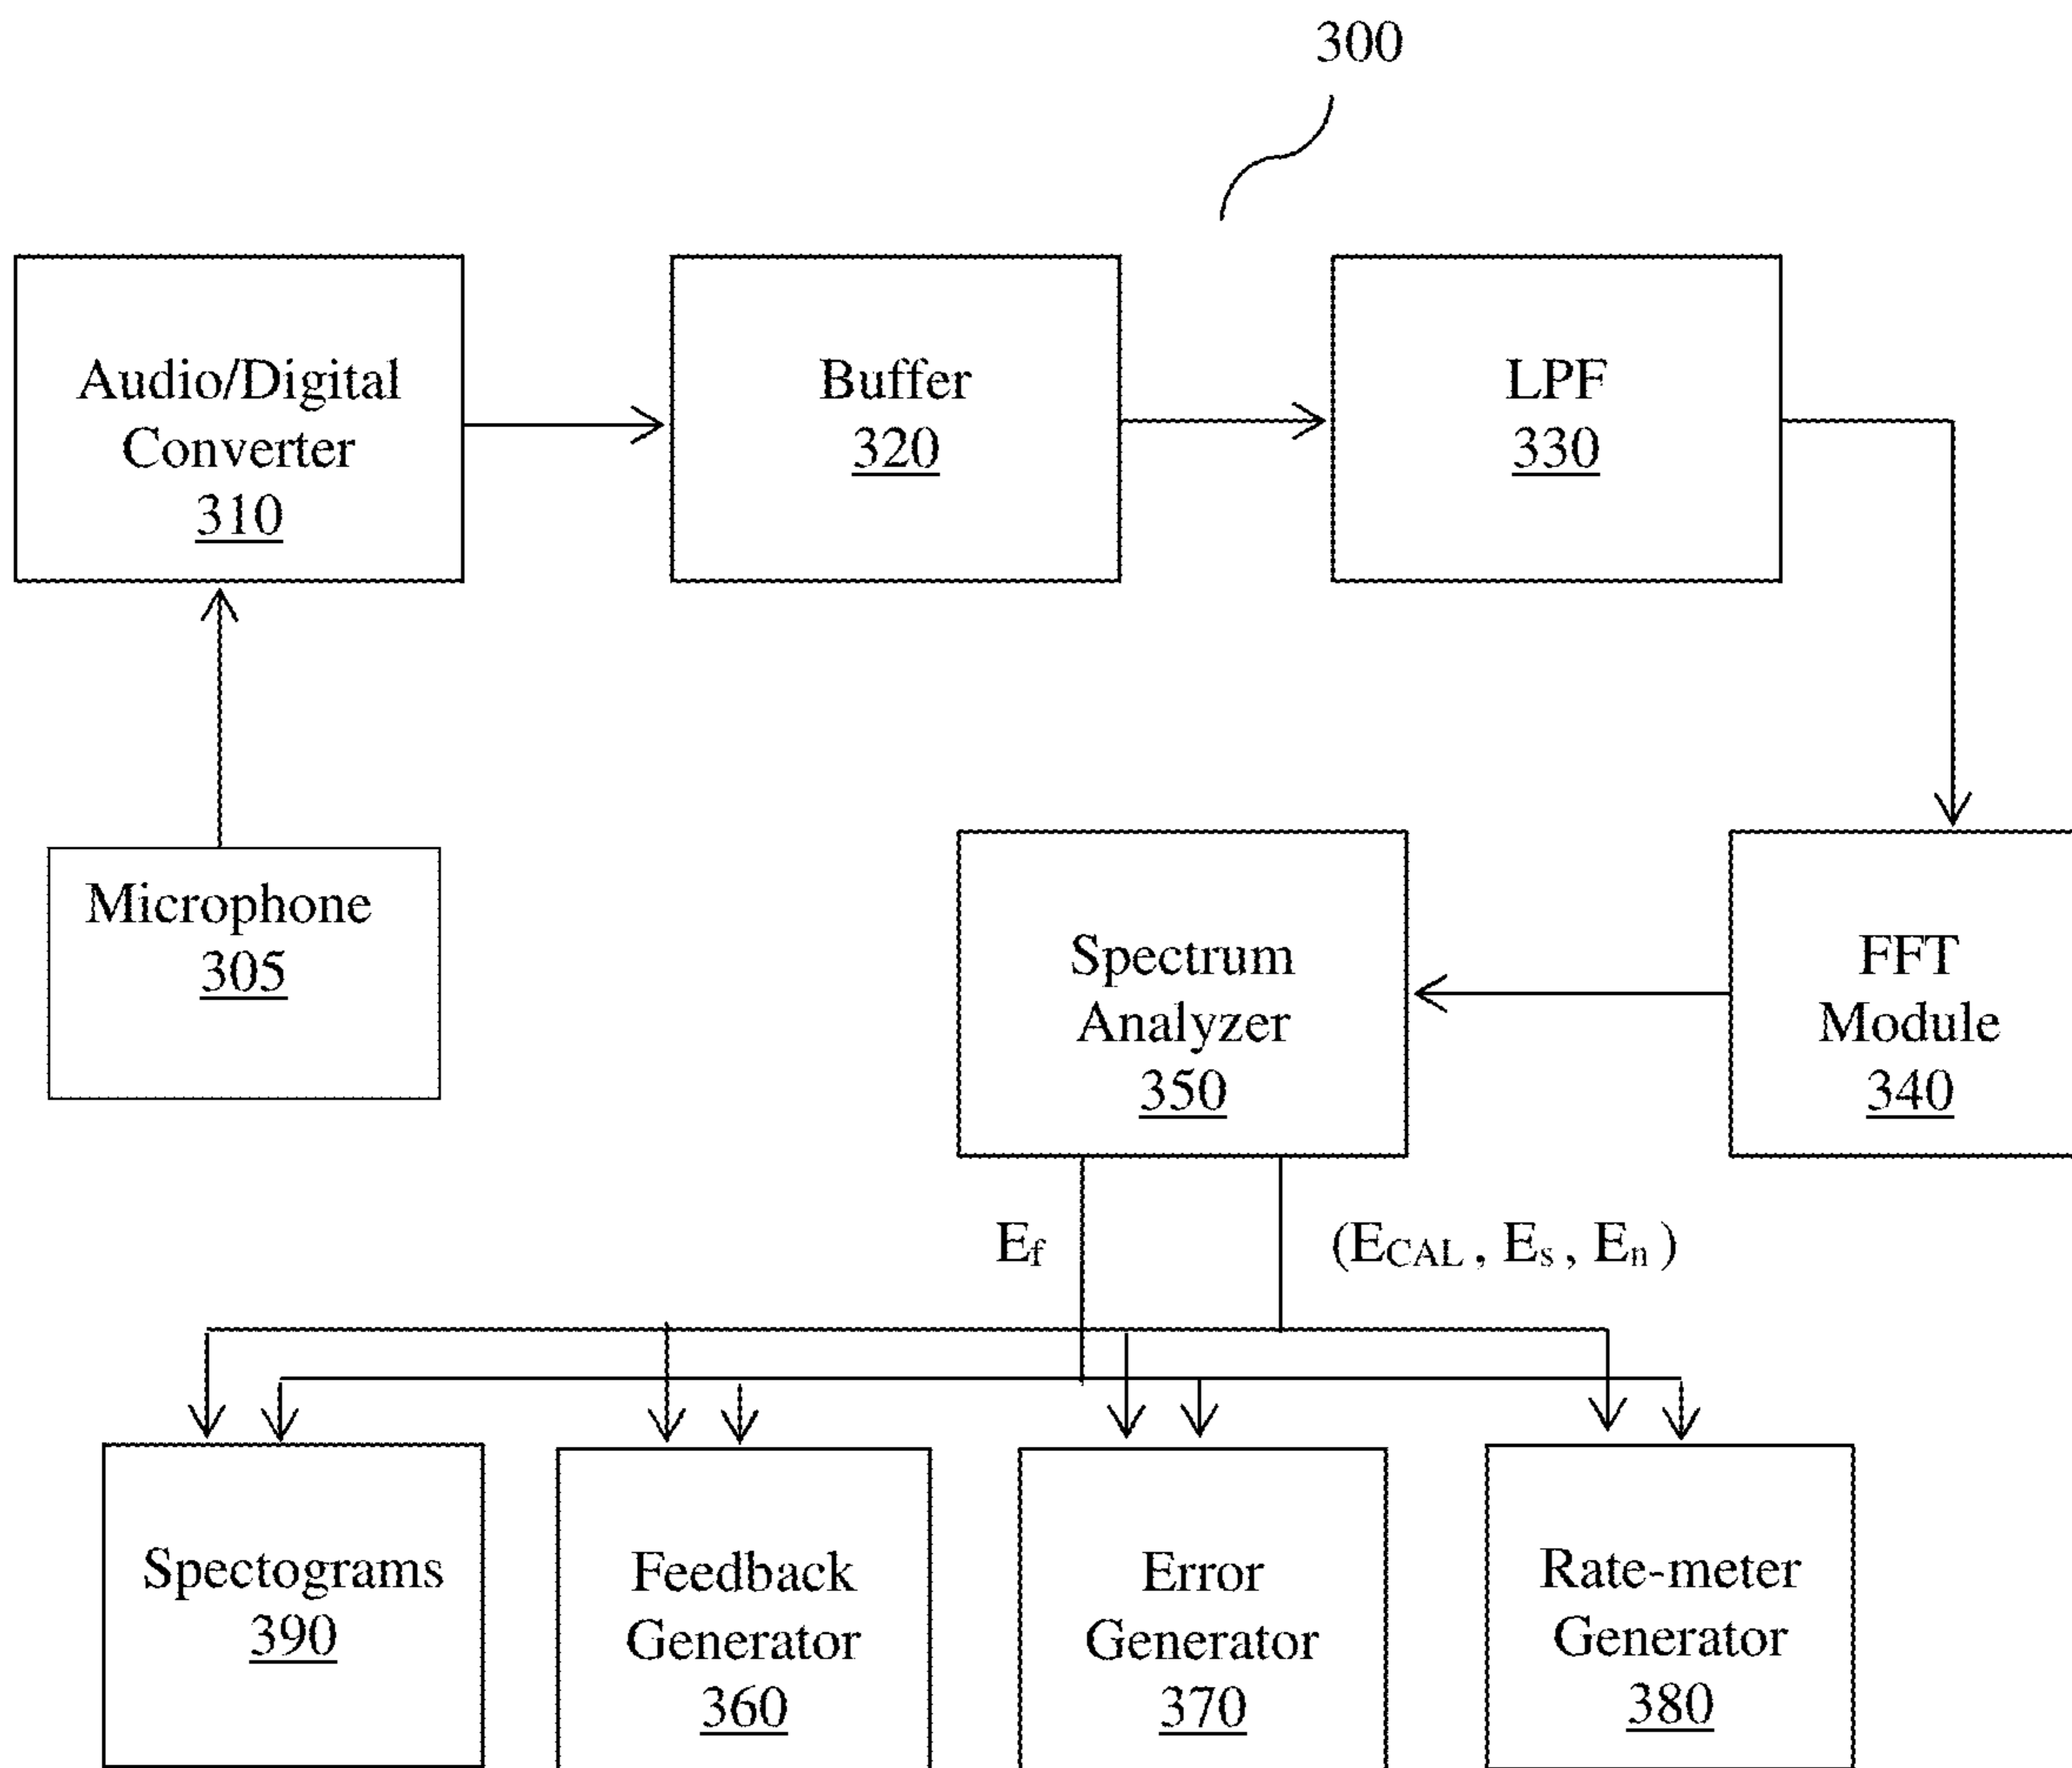 300
Audio/Digital
Converter
310
Buffer
320
LPF
330
Microphone
305
Spectrum
Analyzer
350
FFT
Module
340
Ef
(ECAL , Es , En )
Spectograms
390
Feedback
Generator
360
Error
Generator
370
Rate-meter
Generator
380